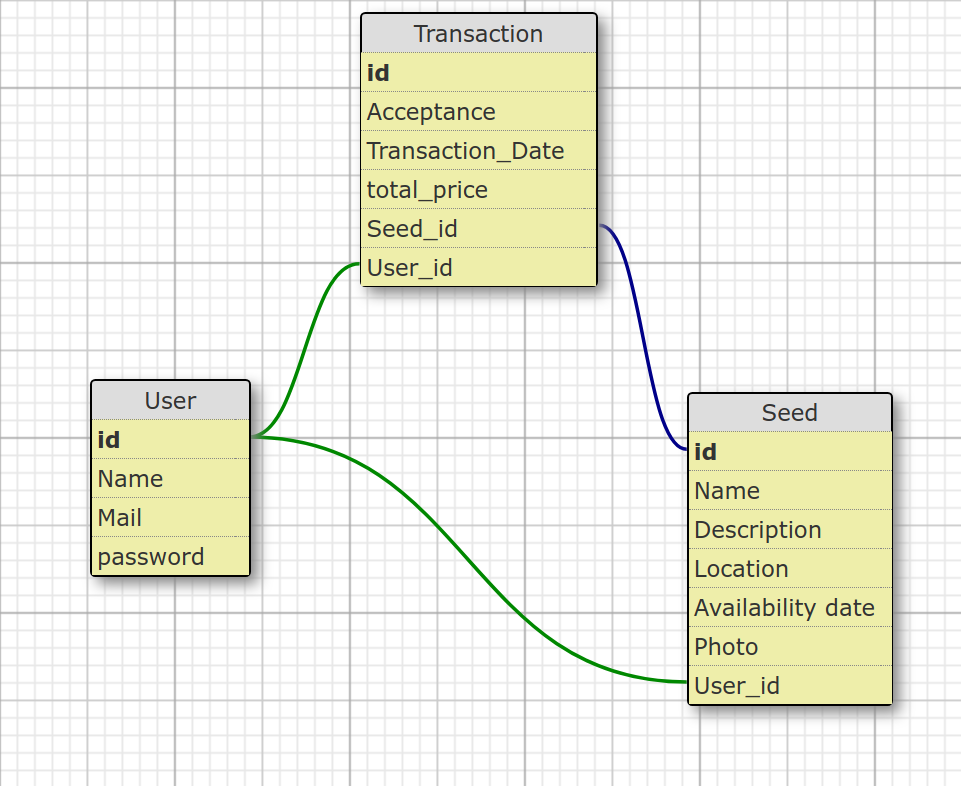 Transaction
id
Acceptance
Transaction_Date
total_price
Seed_id
User_id
User
id
Name
Mail
password
Seed
id
Name
Description
Location
Availability date
Photo
User_id